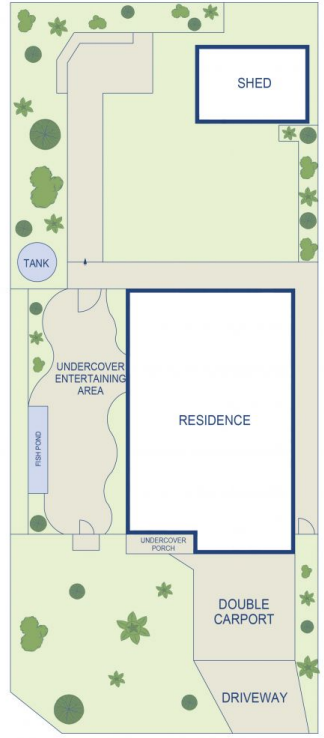 SHED
TANK
UNDERCOVER
ENTERTAINING
AREA
RESIDENCE
FISH POND
UNDERCOVER
PORCH
DOUBLE
CARPORT
DRIVEWAY